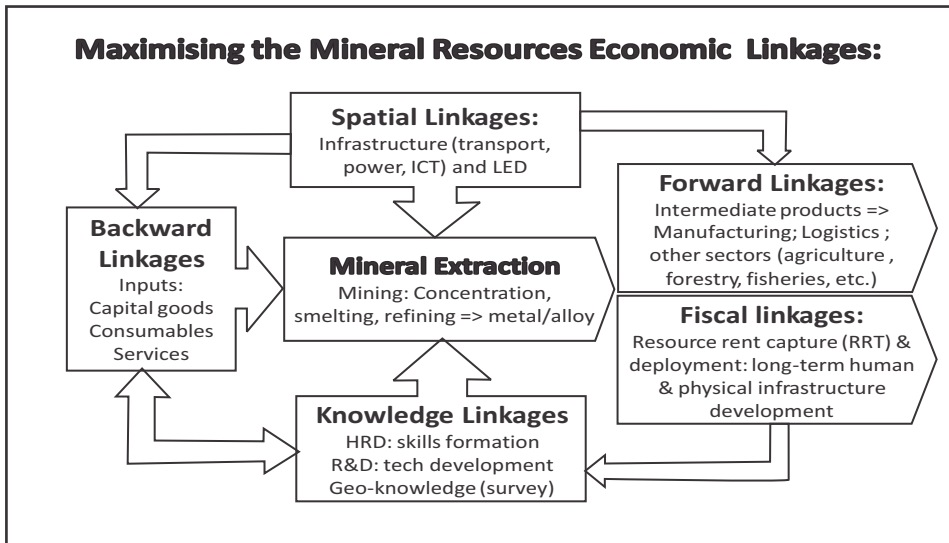 Maximising the Mineral Resources Economic Linkages:
Spatial Linkages:
Infrastructure (transport,
power, ICT) and LED
Forward Linkages:
Intermediate products =>
Manufacturing; Logistics ;
other sectors (agriculture ,
forestry, fisheries, etc.)
Backward
Linkages
Inputs:
Capital goods
Consumables
Services
Mineral Extraction
Mining: Concentration,
smelting, refining => metal/alloy
Fiscal linkages:
Resource rent capture (RRT) &
deployment: long-term human
& physical infrastructure
development
Knowledge Linkages
HRD: skills formation
R&D: tech development
Geo-knowledge (survey)